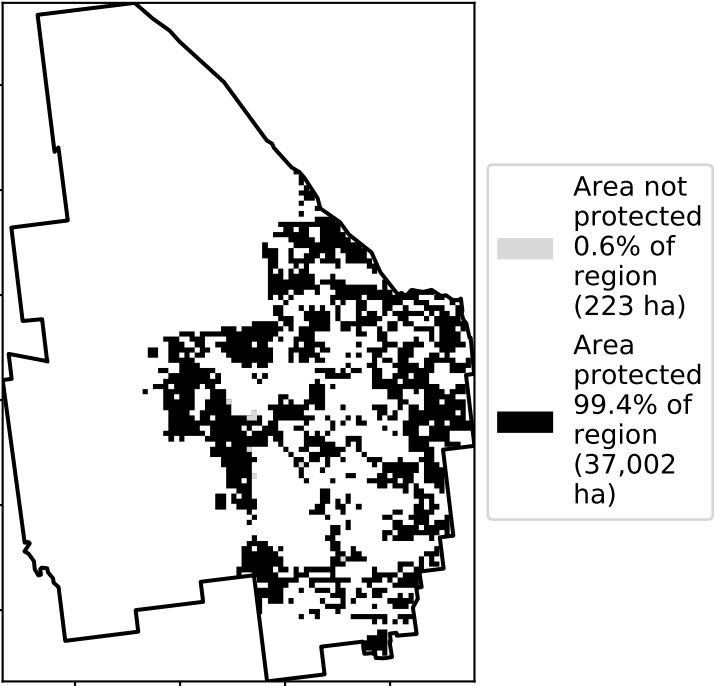 Area not
protected
0.6% of
region
(223 ha)
Area
protected
99.4% of
region
(37,002
ha)